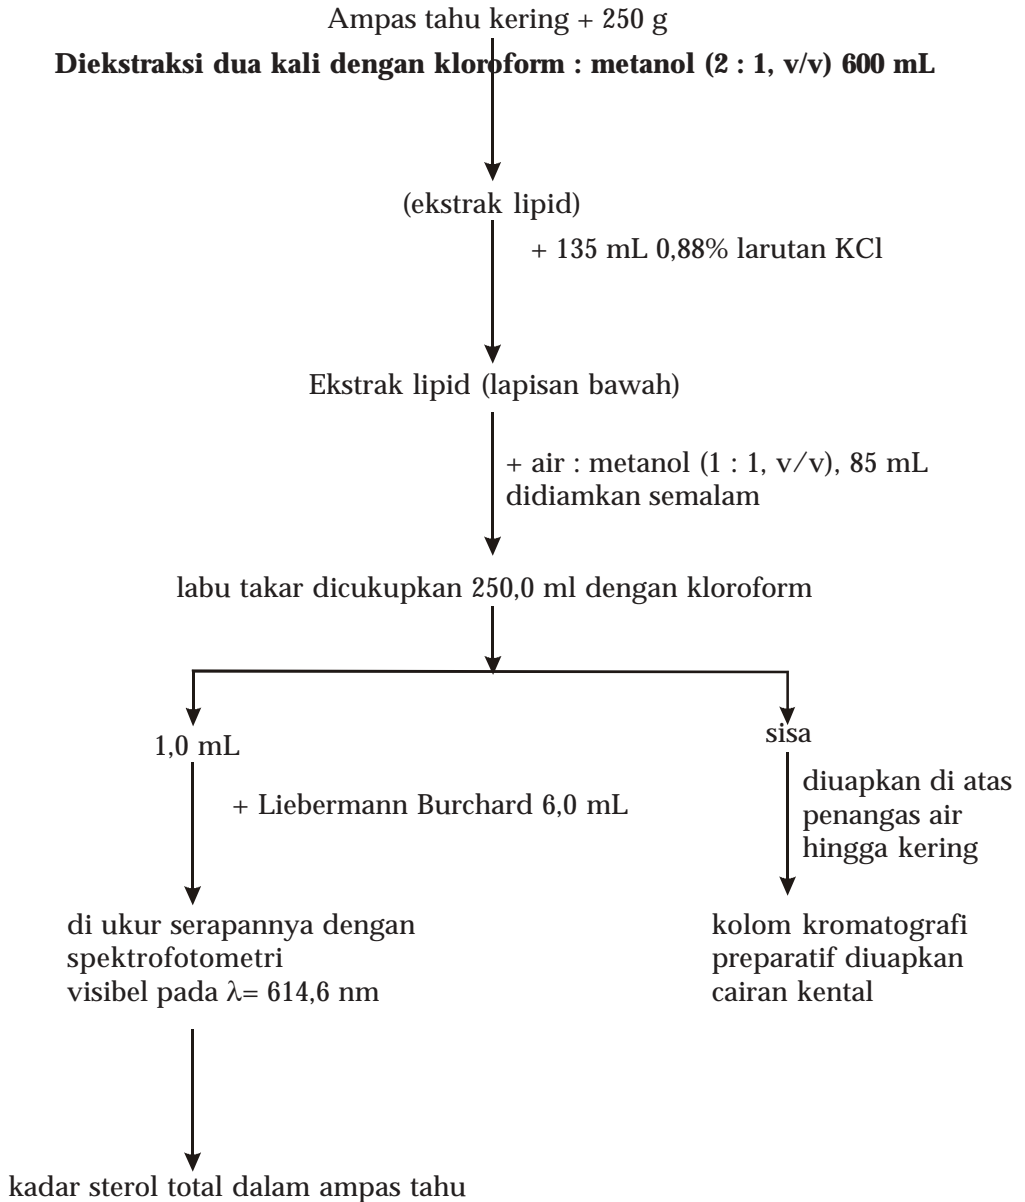 Ampas tahu kering + 250 g
Diekstraksi dua kali dengan kloroform : metanol (2 : 1, v/v) 600 mL
(ekstrak lipid)
+ 135 mL 0,88% larutan KCl
Ekstrak lipid (lapisan bawah)
+ air : metanol (1 : 1, v/v), 85 mL
didiamkan semalam
labu takar dicukupkan 250,0 ml dengan kloroform
1,0 mL
+ Liebermann Burchard 6,0 mL
di ukur serapannya dengan
spektrofotometri
visibel pada λ= 614,6 nm
kadar sterol total dalam ampas tahu
sisa
diuapkan di atas
penangas air
hingga kering
kolom kromatografi
preparatif diuapkan
cairan kental